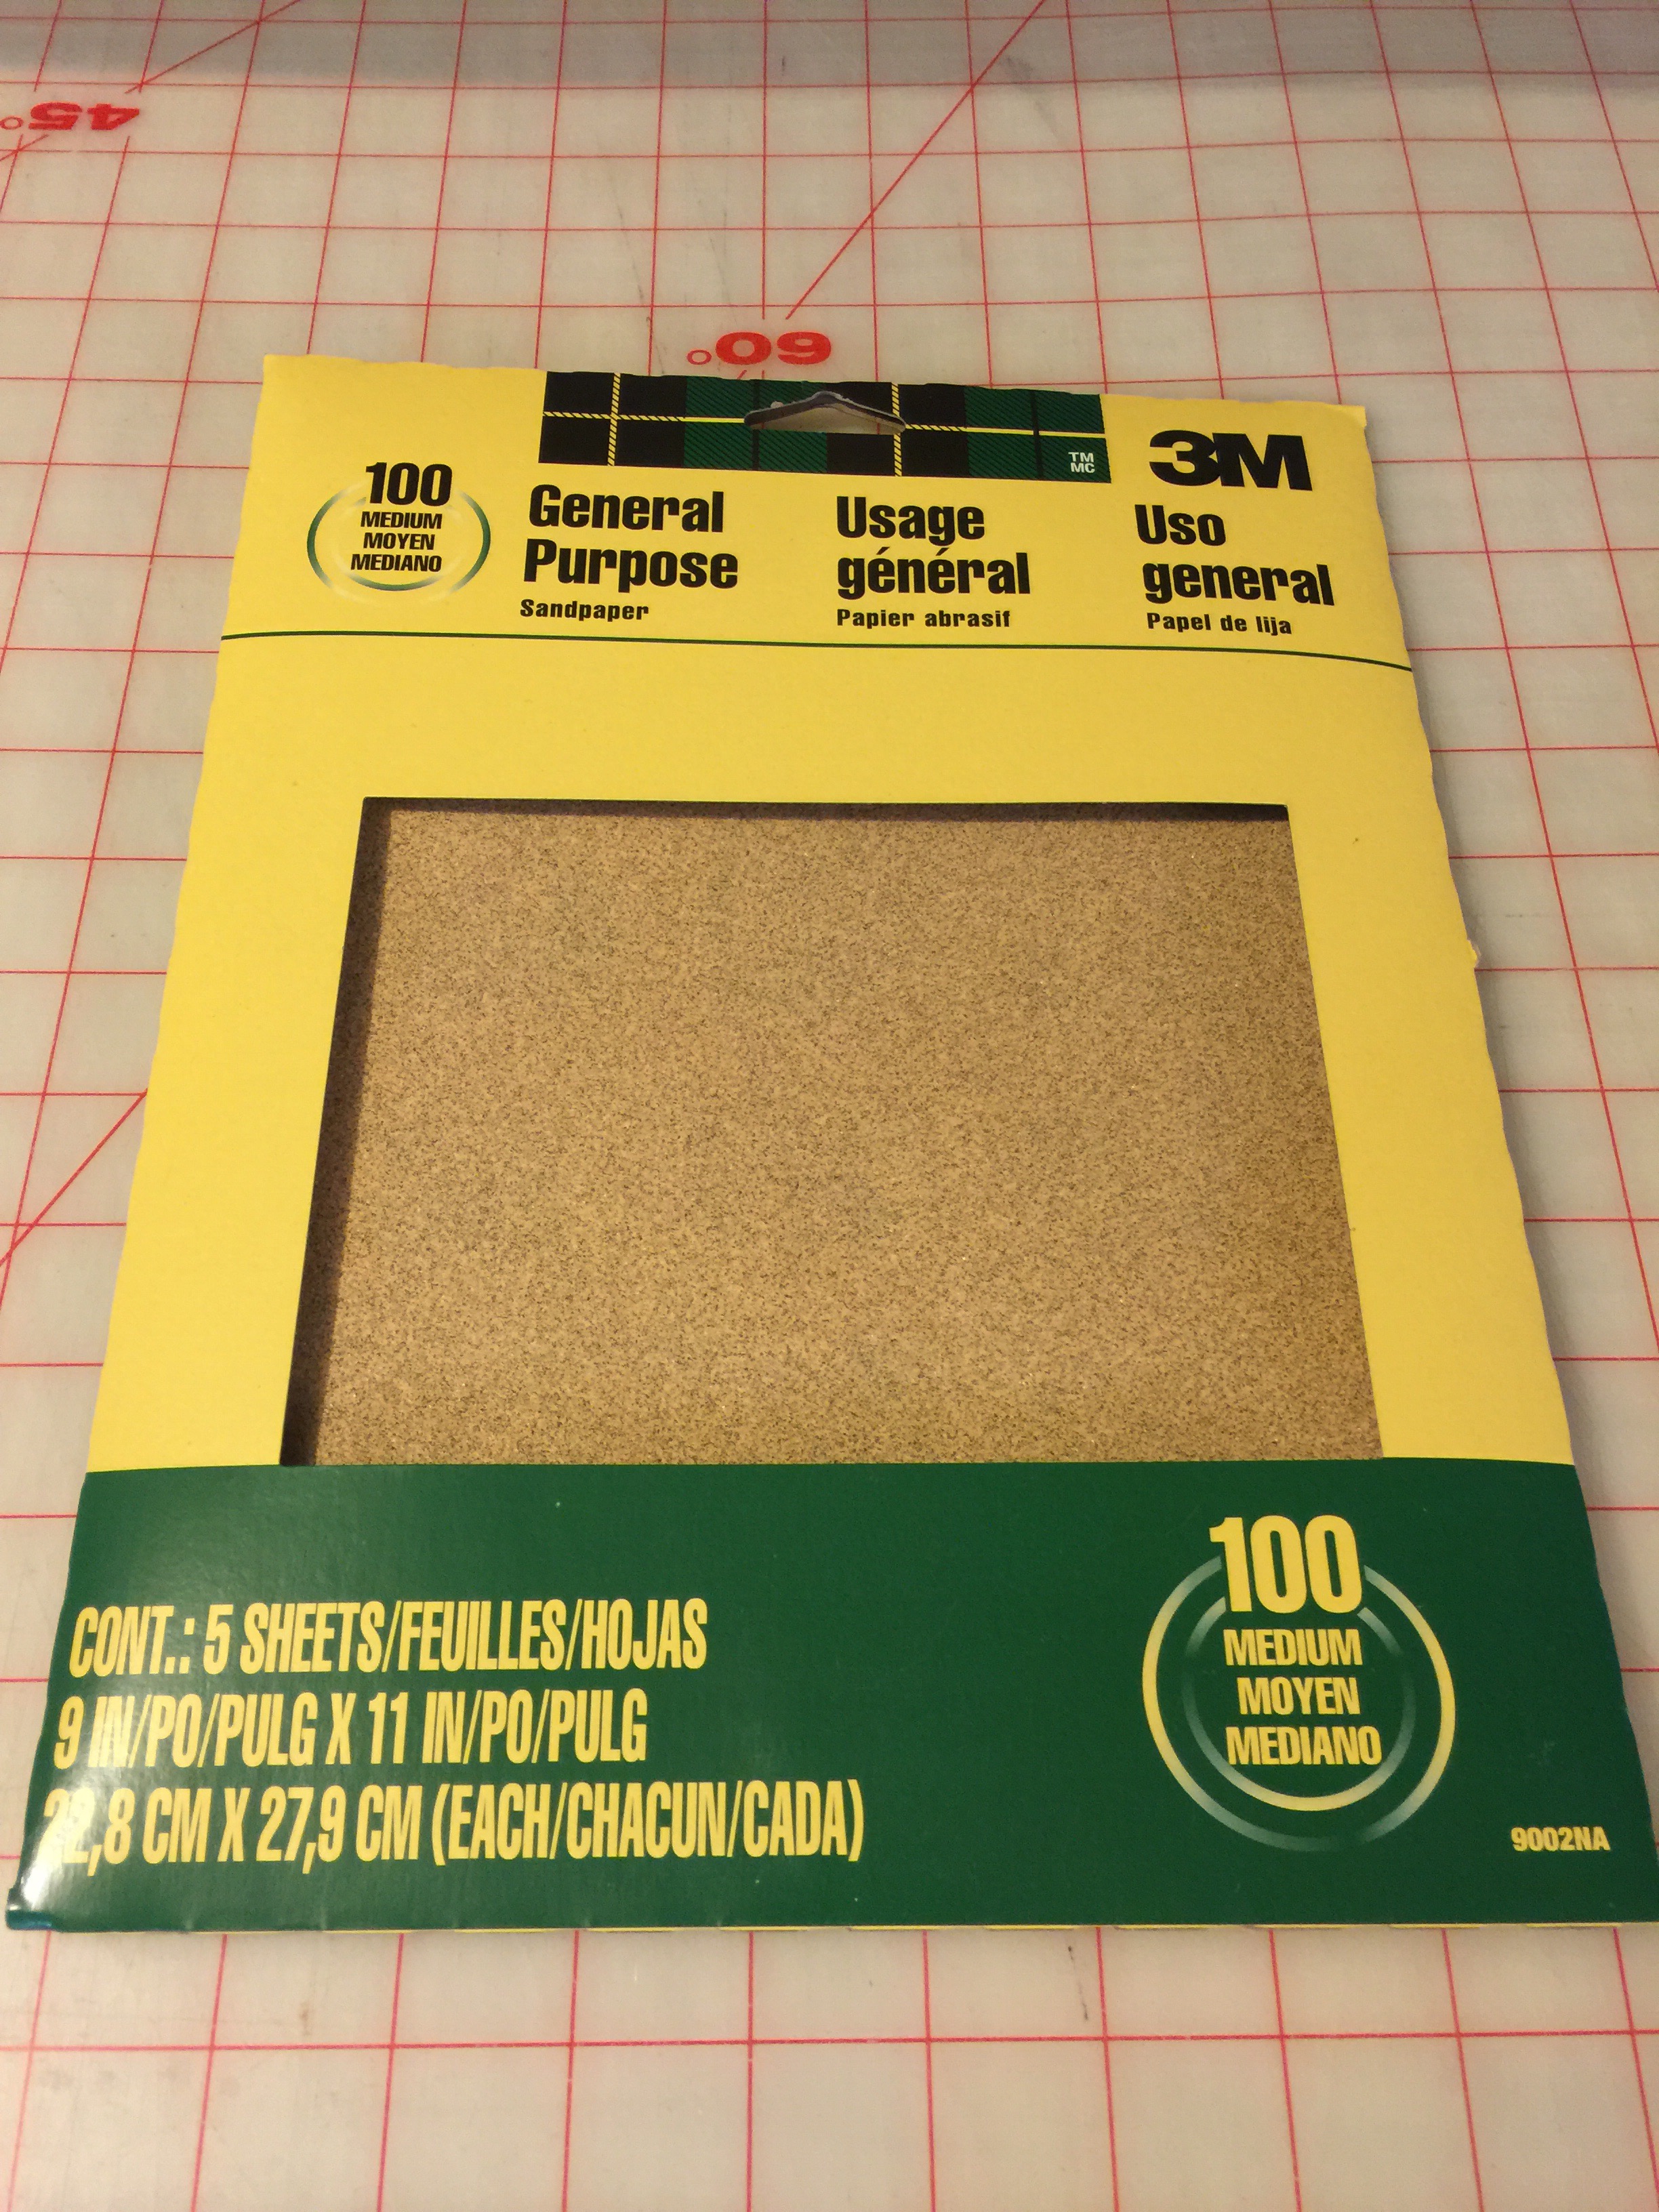 45°
60°
TM
MC
3M
100
MEDIUM
MOYEN
MEDIANO
General
Purpose
Sandpaper
Usage
général
Papier abrasif
Uso
general
Papel de lija
CONT.: 5 SHEETS/FEUILLES/HOJAS
9 IN/PO/PULG X 11 IN/PO/PULG
22,8 CM X 27,9 CM (EACH/CHACUN/CADA)
100
MEDIUM
MOYEN
MEDIANO
9002NA